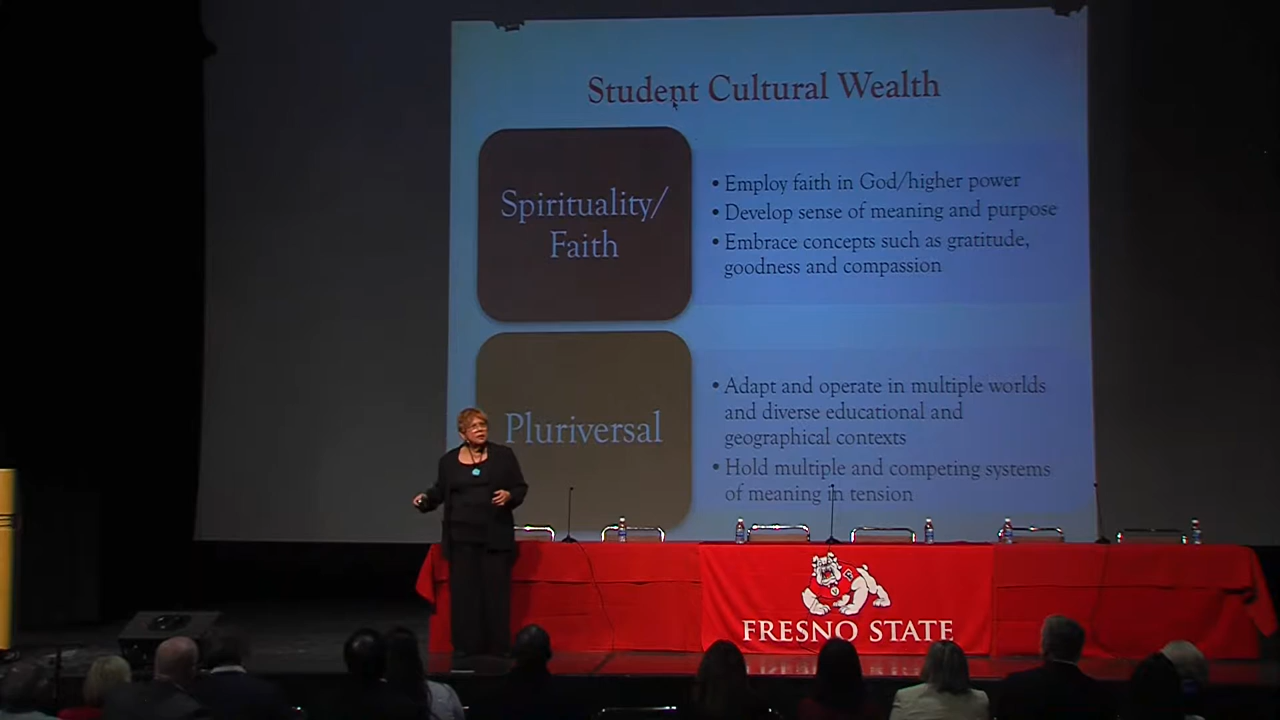 Student Cultural Wealth
Spirituality/
Faith
• Employ faith in God/higher power
• Develop sense of meaning and purpose
• Embrace concepts such as gratitude,
goodness and compassion
Pluriversal
• Adapt and operate in multiple worlds
and diverse educational and
geographical contexts
• Hold multiple and competing systems
of meaning in tension
FRESNO STATE